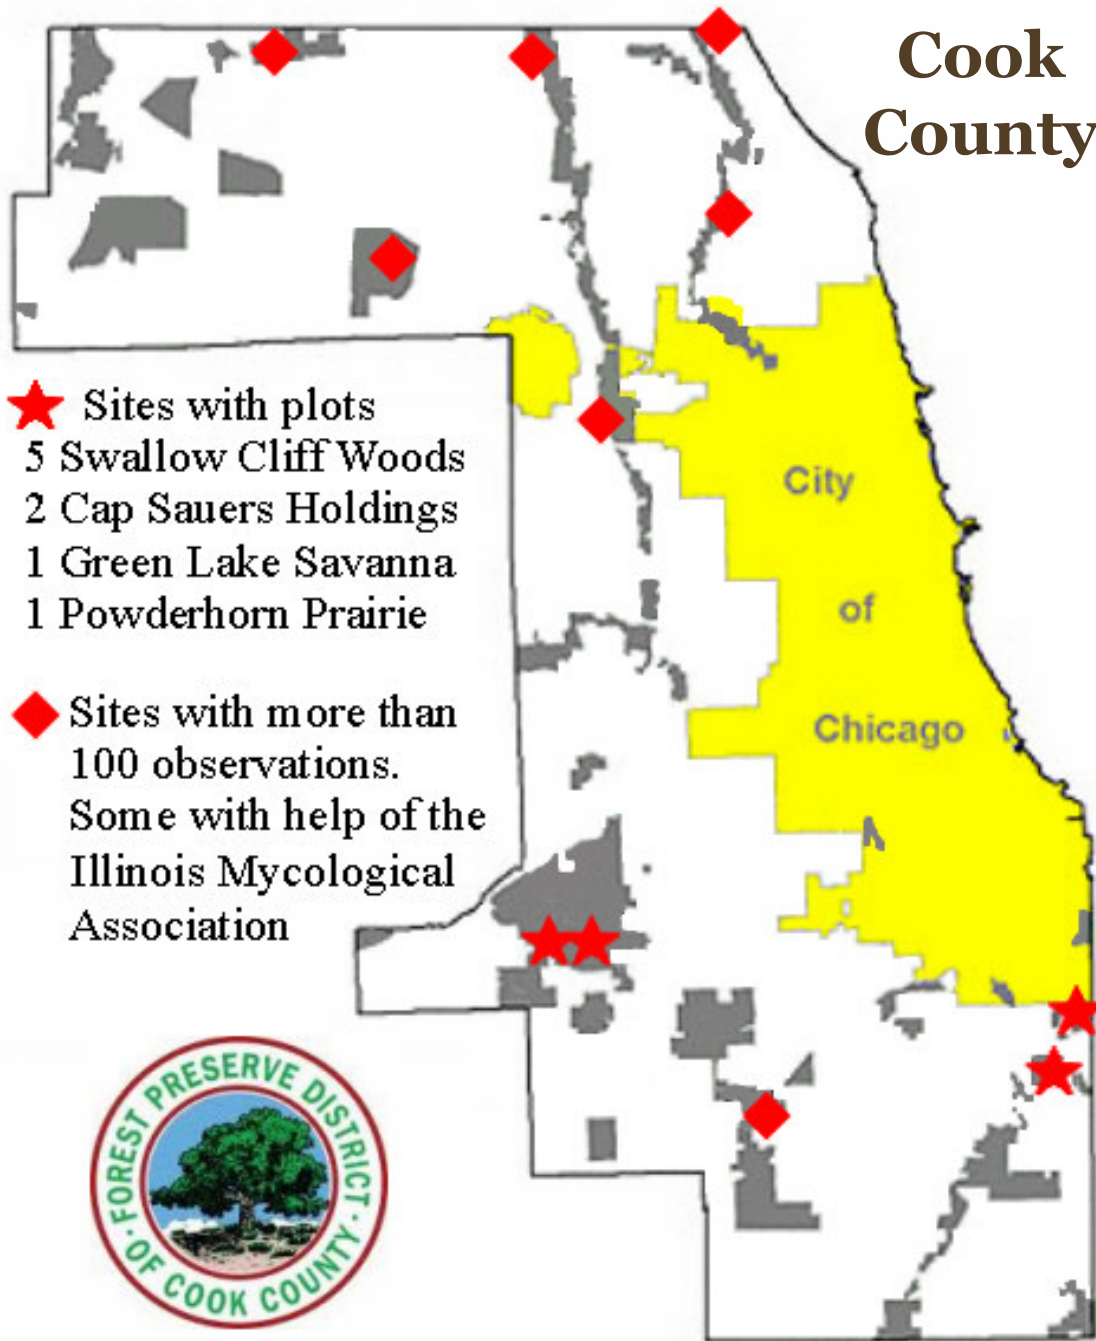 Cook
County
Sites with plots
5 Swallow Cliff Woods
2 Cap Sauers Holdings
1 Green Lake Savanna
1 Powderhorn Prairie
Sites with more than
100 observations.
Some with help of the
Illinois Mycological
Association
City
of
Chicago
· FOREST PRESERVE DISTRICT ·
OF COOK COUNTY